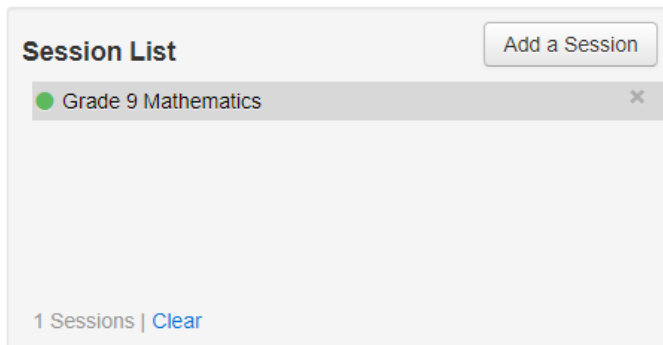 Session List
Add a Session
Grade 9 Mathematics
1 Sessions | Clear